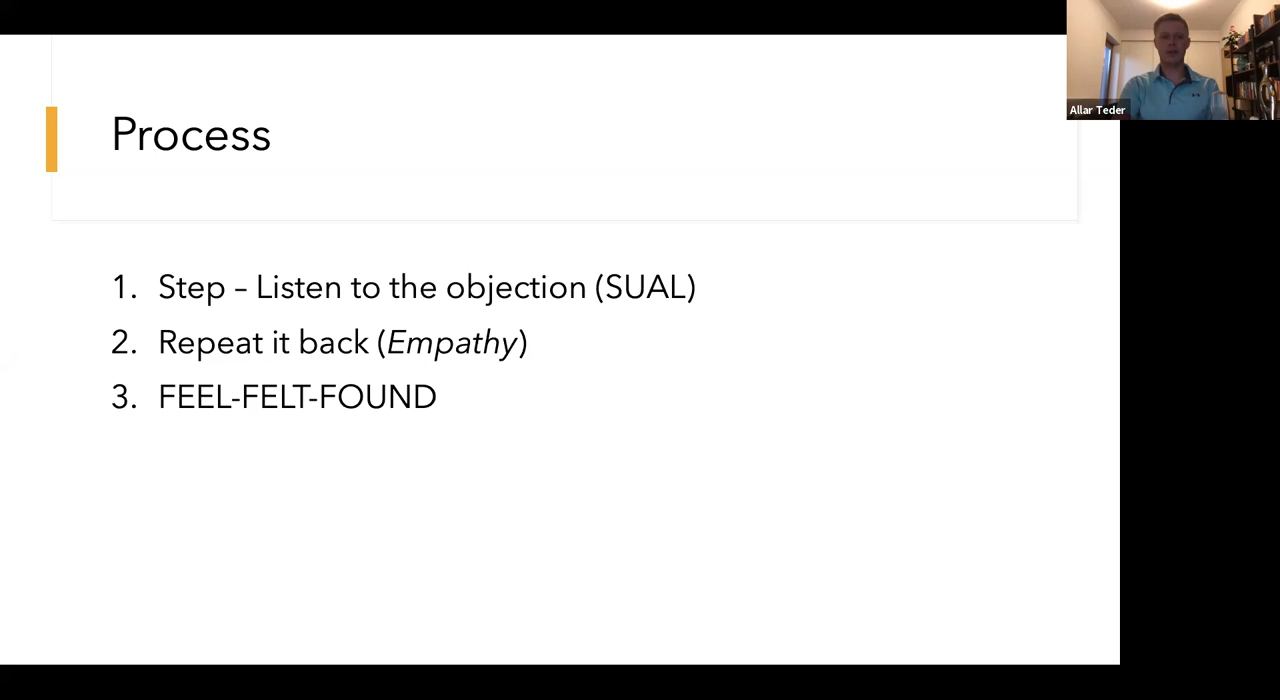 Process
1. Step – Listen to the objection (SUAL)
2. Repeat it back (Empathy)
3. FEEL-FELT-FOUND
Allar Teder